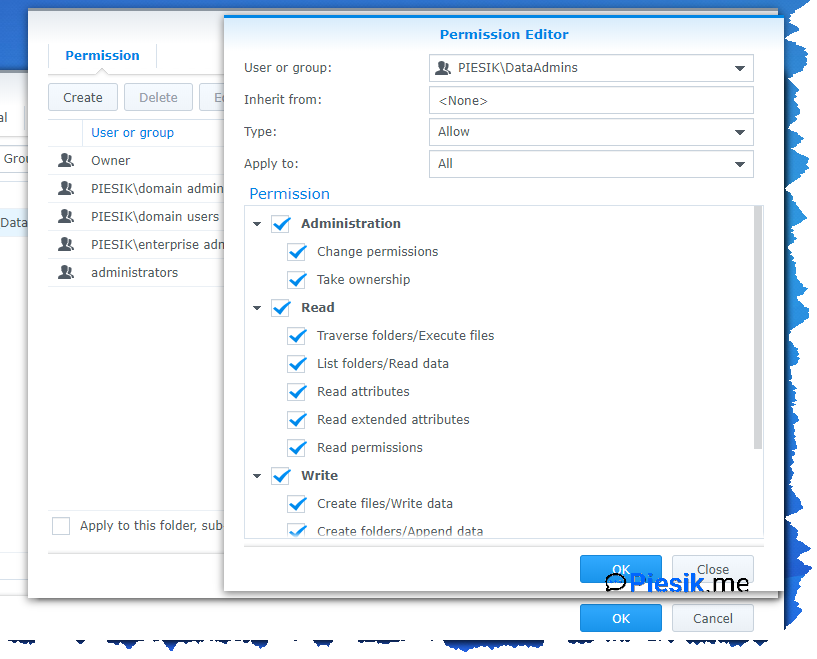 Permission Editor
Permission
User or group:
PIESIK\DataAdmins
Create
Delete
Inherit from:
<None>
User or group
Type:
Allow
Owner
Apply to:
All
PIESIK\domain admin
Permission
PIESIK\domain users
Data
Administration
PIESIK\enterprise adm
Change permissions
administrators
Take ownership
Read
Traverse folders/Execute files
List folders/Read data
Read attributes
Read extended attributes
Read permissions
Write
Create files/Write data
Apply to this folder, sub
Create folders/Append data
OK
Close
Piesik.me
OK
Cancel